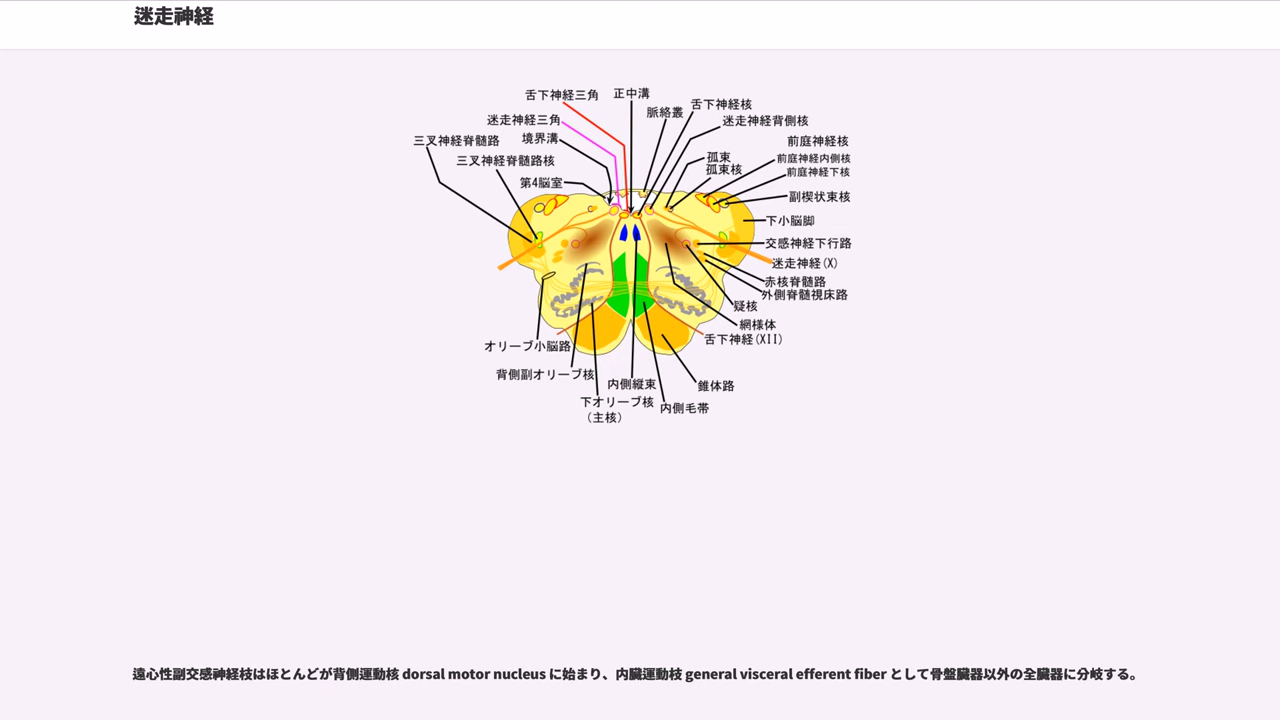 迷走神経
舌下神経三角
正中溝
迷走神経三角
脈絡叢
舌下神経核
迷走神経背側核
三叉神経脊髄路
境界溝
前庭神経核
三叉神経脊髄路核
孤束
孤束核
前庭神経内側核
前庭神経下核
第4脳室
副楔状束核
下小脳脚
交感神経下行路
迷走神経(X)
赤核脊髄路
外側脊髄視床路
疑核
網様体
舌下神経(XII)
オリーブ小脳路
背側副オリーブ核
内側縦束
錐体路
下オリーブ核
（主核）
内側毛帯
遠心性副交感神経枝はほとんどが背側運動核 dorsal motor nucleus に始まり、内臓運動枝 general visceral efferent fiber として骨盤臓器以外の全臓器に分岐する。